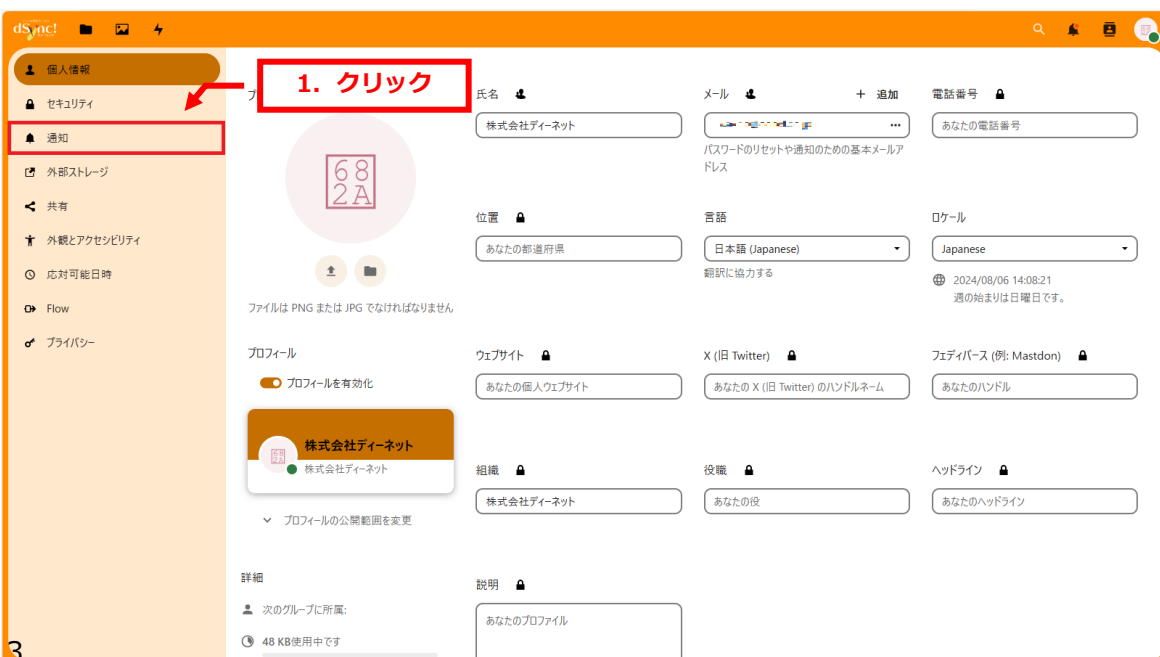 dSync!
個人情報
セキュリティ
通知
外部ストレージ
共有
外観とアクセシビリティ
応対可能日時
Flow
プライバシー
1. クリック
プ
682A
ファイルは PNG または JPG でなければなりません
氏名
株式会社ディーネット
メール
追加
パスワードのリセットや通知のための基本メールア
ドレス
電話番号
あなたの電話番号
位置
あなたの都道府県
言語
日本語 (Japanese)
翻訳に協力する
ロケール
Japanese
2024/08/06 14:08:21
週の始まりは日曜日です。
プロフィール
プロフィールを有効化
株式会社ディーネット
株式会社ディーネット
プロフィールの公開範囲を変更
ウェブサイト
あなたの個人ウェブサイト
X (旧 Twitter)
あなたの X (旧 Twitter) のハンドルネーム
フェディバース (例: Mastdon)
あなたのハンドル
組織
株式会社ディーネット
役職
あなたの役
ヘッドライン
あなたのヘッドライン
詳細
次のグループに所属:
48 KB使用中です
説明
あなたのプロファイル
3